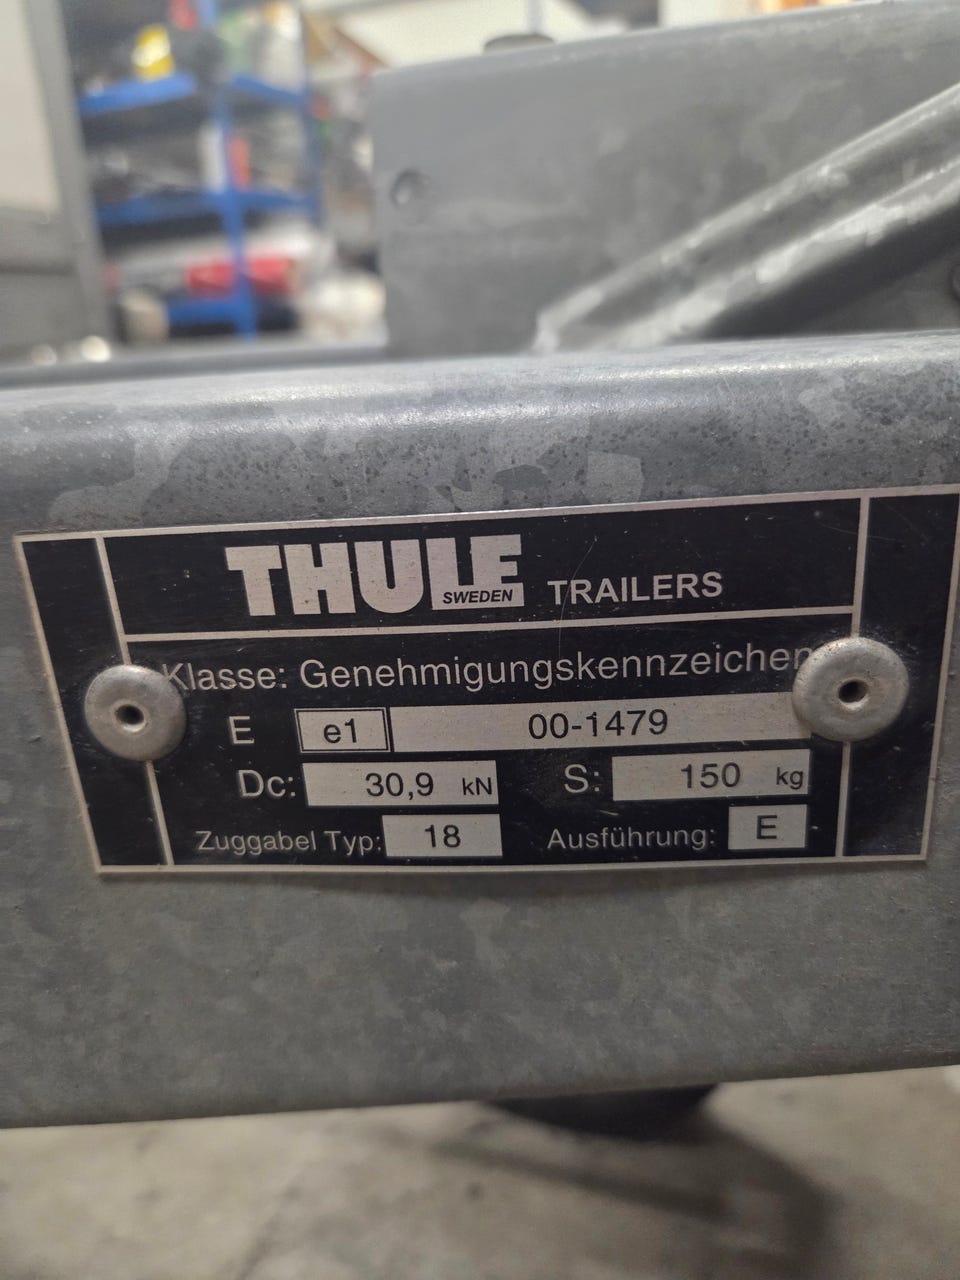 THULE
SWEDEN
TRAILERS
Klasse: Genehmigungskennzeichen
E e1 00-1479
Dc: 30,9 kN S: 150 kg
Zuggabel Typ: 18 Ausführung: E